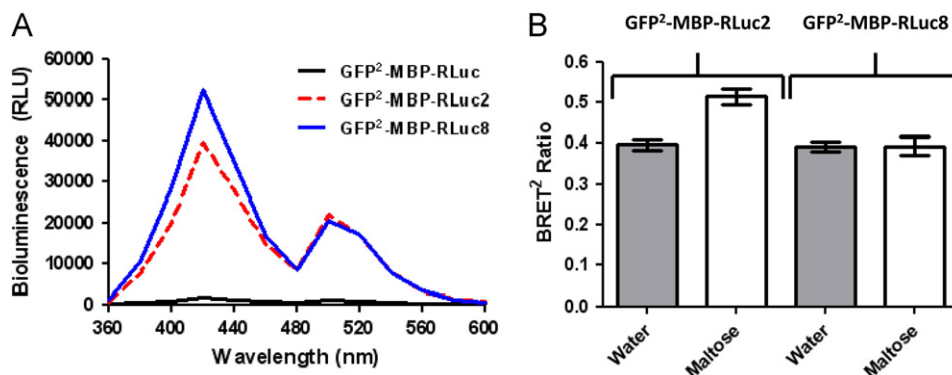 A
Bioluminescence (RLU)
60000
50000
40000
30000
20000
10000
0
360 400 440 480 520 560 600
Wavelength (nm)
GFP²-MBP-RLuc
GFP²-MBP-RLuc2
GFP²-MBP-RLuc8
B
GFP²-MBP-RLuc2 GFP²-MBP-RLuc8
BRET² Ratio
0.6
0.5
0.4
0.3
0.2
0.1
0.0
Water Maltose Water Maltose